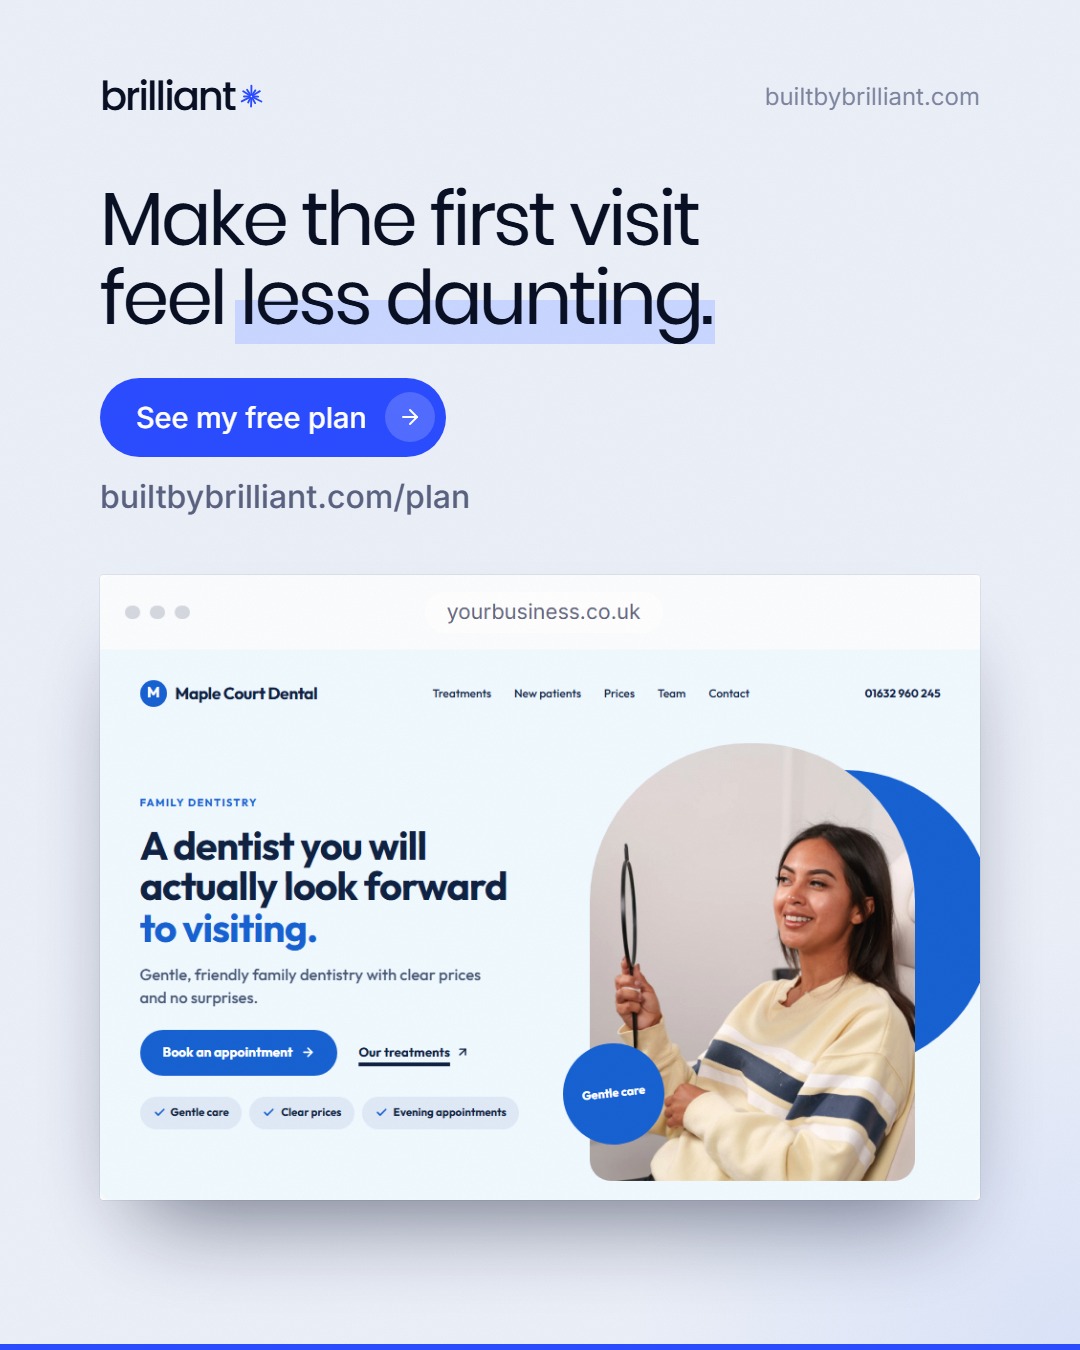 brilliant
builtbybrilliant.com
Make the first visit
feel less daunting.
See my free plan
builtbybrilliant.com/plan
yourbusiness.co.uk
M
Maple Court Dental
Treatments
New patients
Prices
Team
Contact
01632 960 245
FAMILY DENTISTRY
A dentist you will
actually look forward
to visiting.
Gentle, friendly family dentistry with clear prices
and no surprises.
Book an appointment
Our treatments
Gentle care
Clear prices
Evening appointments
Gentle care